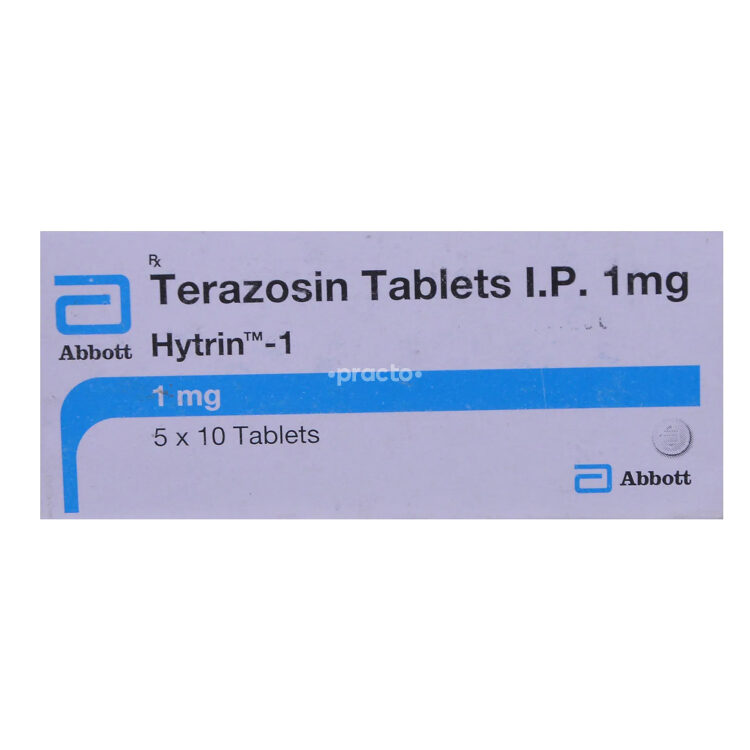 Rx
Terazosin Tablets I.P. 1mg
Abbott
Hytrin™-1
•practo•
1 mg
5 x 10 Tablets
Abbott